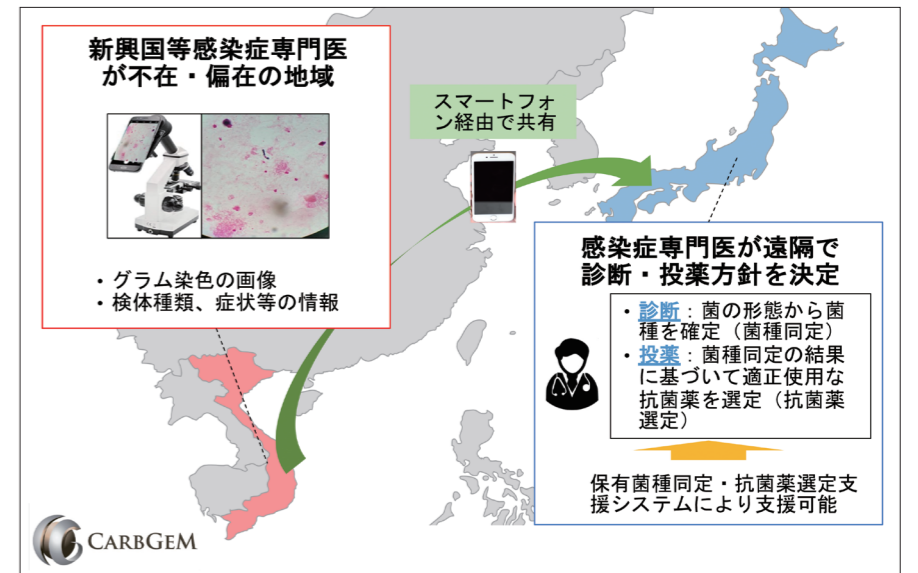 新興国等感染症専門医
が不在・偏在の地域
・グラム染色の画像
・検体種類、症状等の情報
スマートフォ
ン経由で共有
感染症専門医が遠隔で
診断・投薬方針を決定
・診断：菌の形態から菌
種を確定（菌種同定）
・投薬：菌種同定の結果
に基づいて適正使用な
抗菌薬を選定（抗菌薬
選定）
保有菌種同定・抗菌薬選定支
援システムにより支援可能
CARBGEM